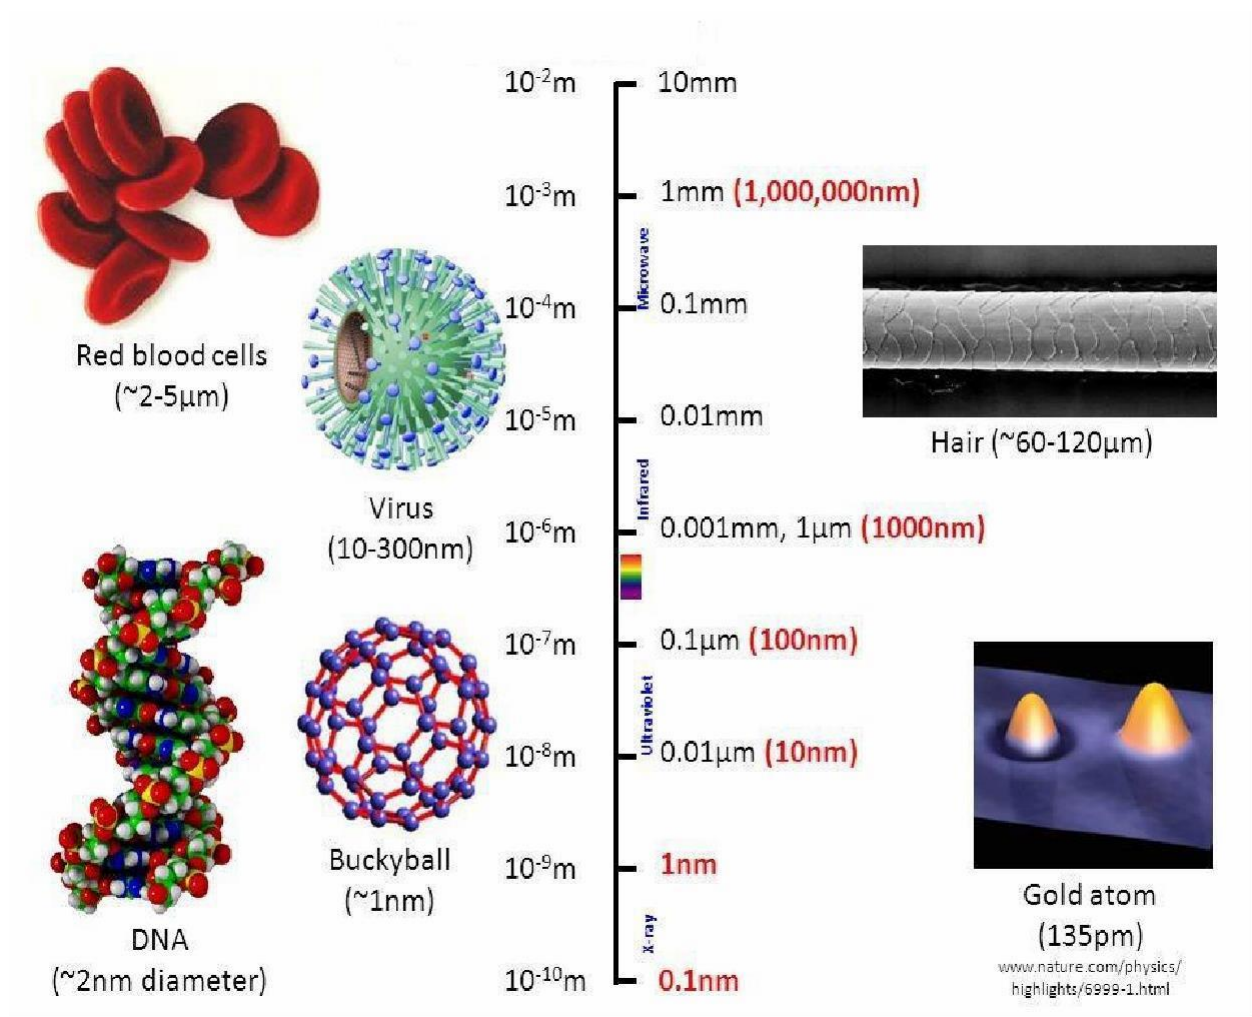 10⁻²m 10mm
10⁻³m 1mm (1,000,000nm)
Microwave
10⁻⁴m 0.1mm
Red blood cells
(~2-5µm)
10⁻⁵m 0.01mm
Hair (~60-120µm)
Infrared
Virus
(10-300nm)
10⁻⁶m 0.001mm, 1µm (1000nm)
10⁻⁷m 0.1µm (100nm)
Ultraviolet
10⁻⁸m 0.01µm (10nm)
Buckyball
(~1nm)
10⁻⁹m 1nm
Gold atom
(135pm)
www.nature.com/physics/
highlights/6999-1.html
X-ray
DNA
(~2nm diameter)
10⁻¹⁰m 0.1nm